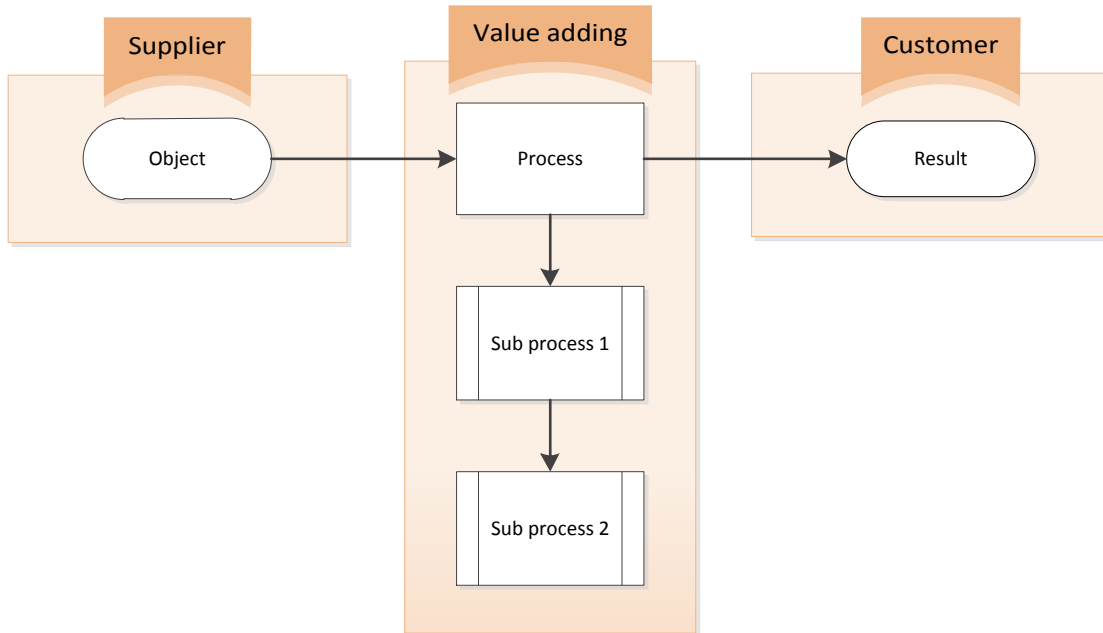 Supplier
Value adding
Customer
Object
Process
Result
Sub process 1
Sub process 2